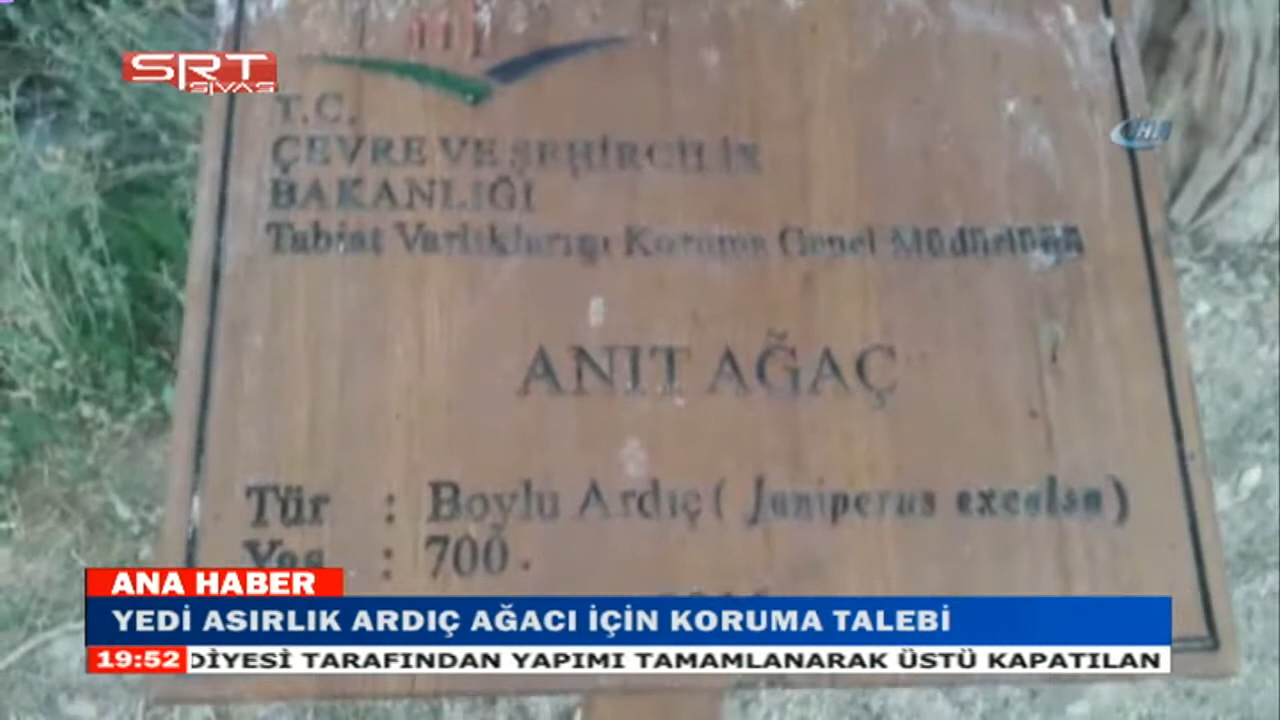 SRT
SİVAS
İHA
T.C.
ÇEVRE VE ŞEHİRCİLİK
BAKANLIĞI
Tabiat Varlıklarını Koruma Genel Müdürlüğü
ANIT AĞAÇ
Tür : Boylu Ardıç ( Juniperus excelsa )
Yaş : 700
ANA HABER
YEDİ ASIRLIK ARDIÇ AĞACI İÇİN KORUMA TALEBİ
19:52 DİYESİ TARAFINDAN YAPIMI TAMAMLANARAK ÜSTÜ KAPATILAN